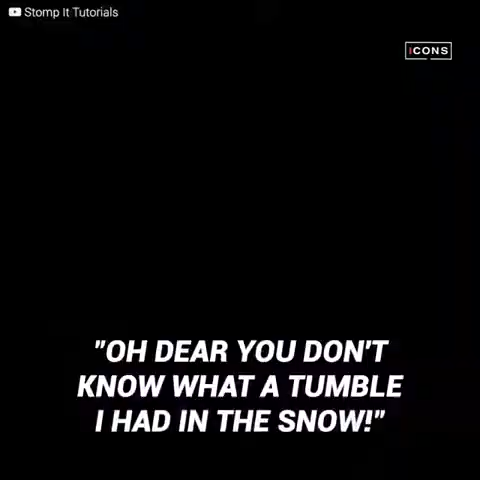 Stomp It Tutorials
ICONS
"OH DEAR YOU DON'T
KNOW WHAT A TUMBLE
I HAD IN THE SNOW!"